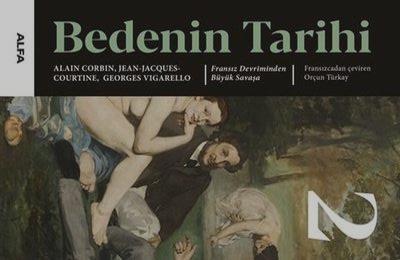 ALFA
Bedenin Tarihi
ALAIN CORBIN, JEAN-JACQUES-
COURTINE, GEORGES VIGARELLO
Fransız Devriminden
Büyük Savaşa
Fransızcadan çeviren
Orçun Türkay
2